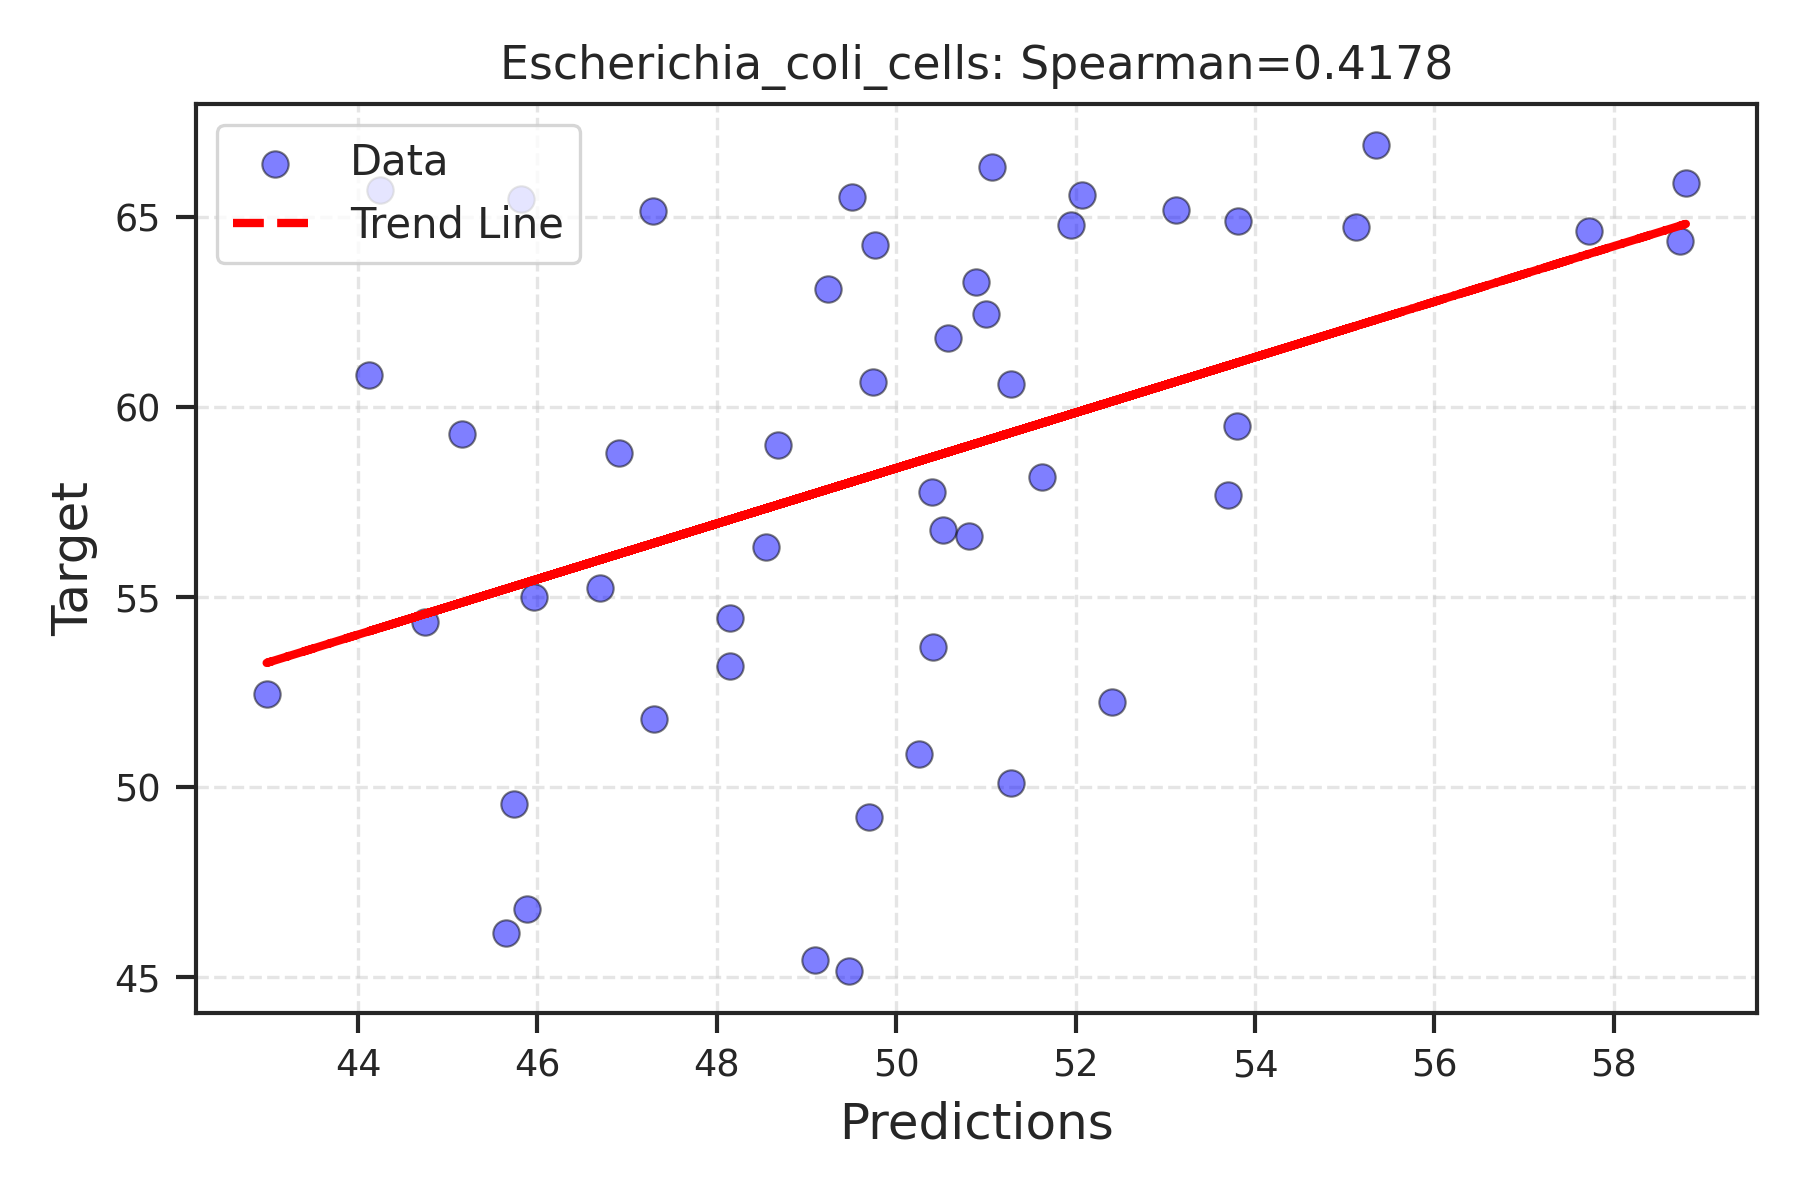 Escherichia_coli_cells: Spearman=0.4178
Data
Trend Line
65
60
55
50
45
Target
44 46 48 50 52 54 56 58
Predictions